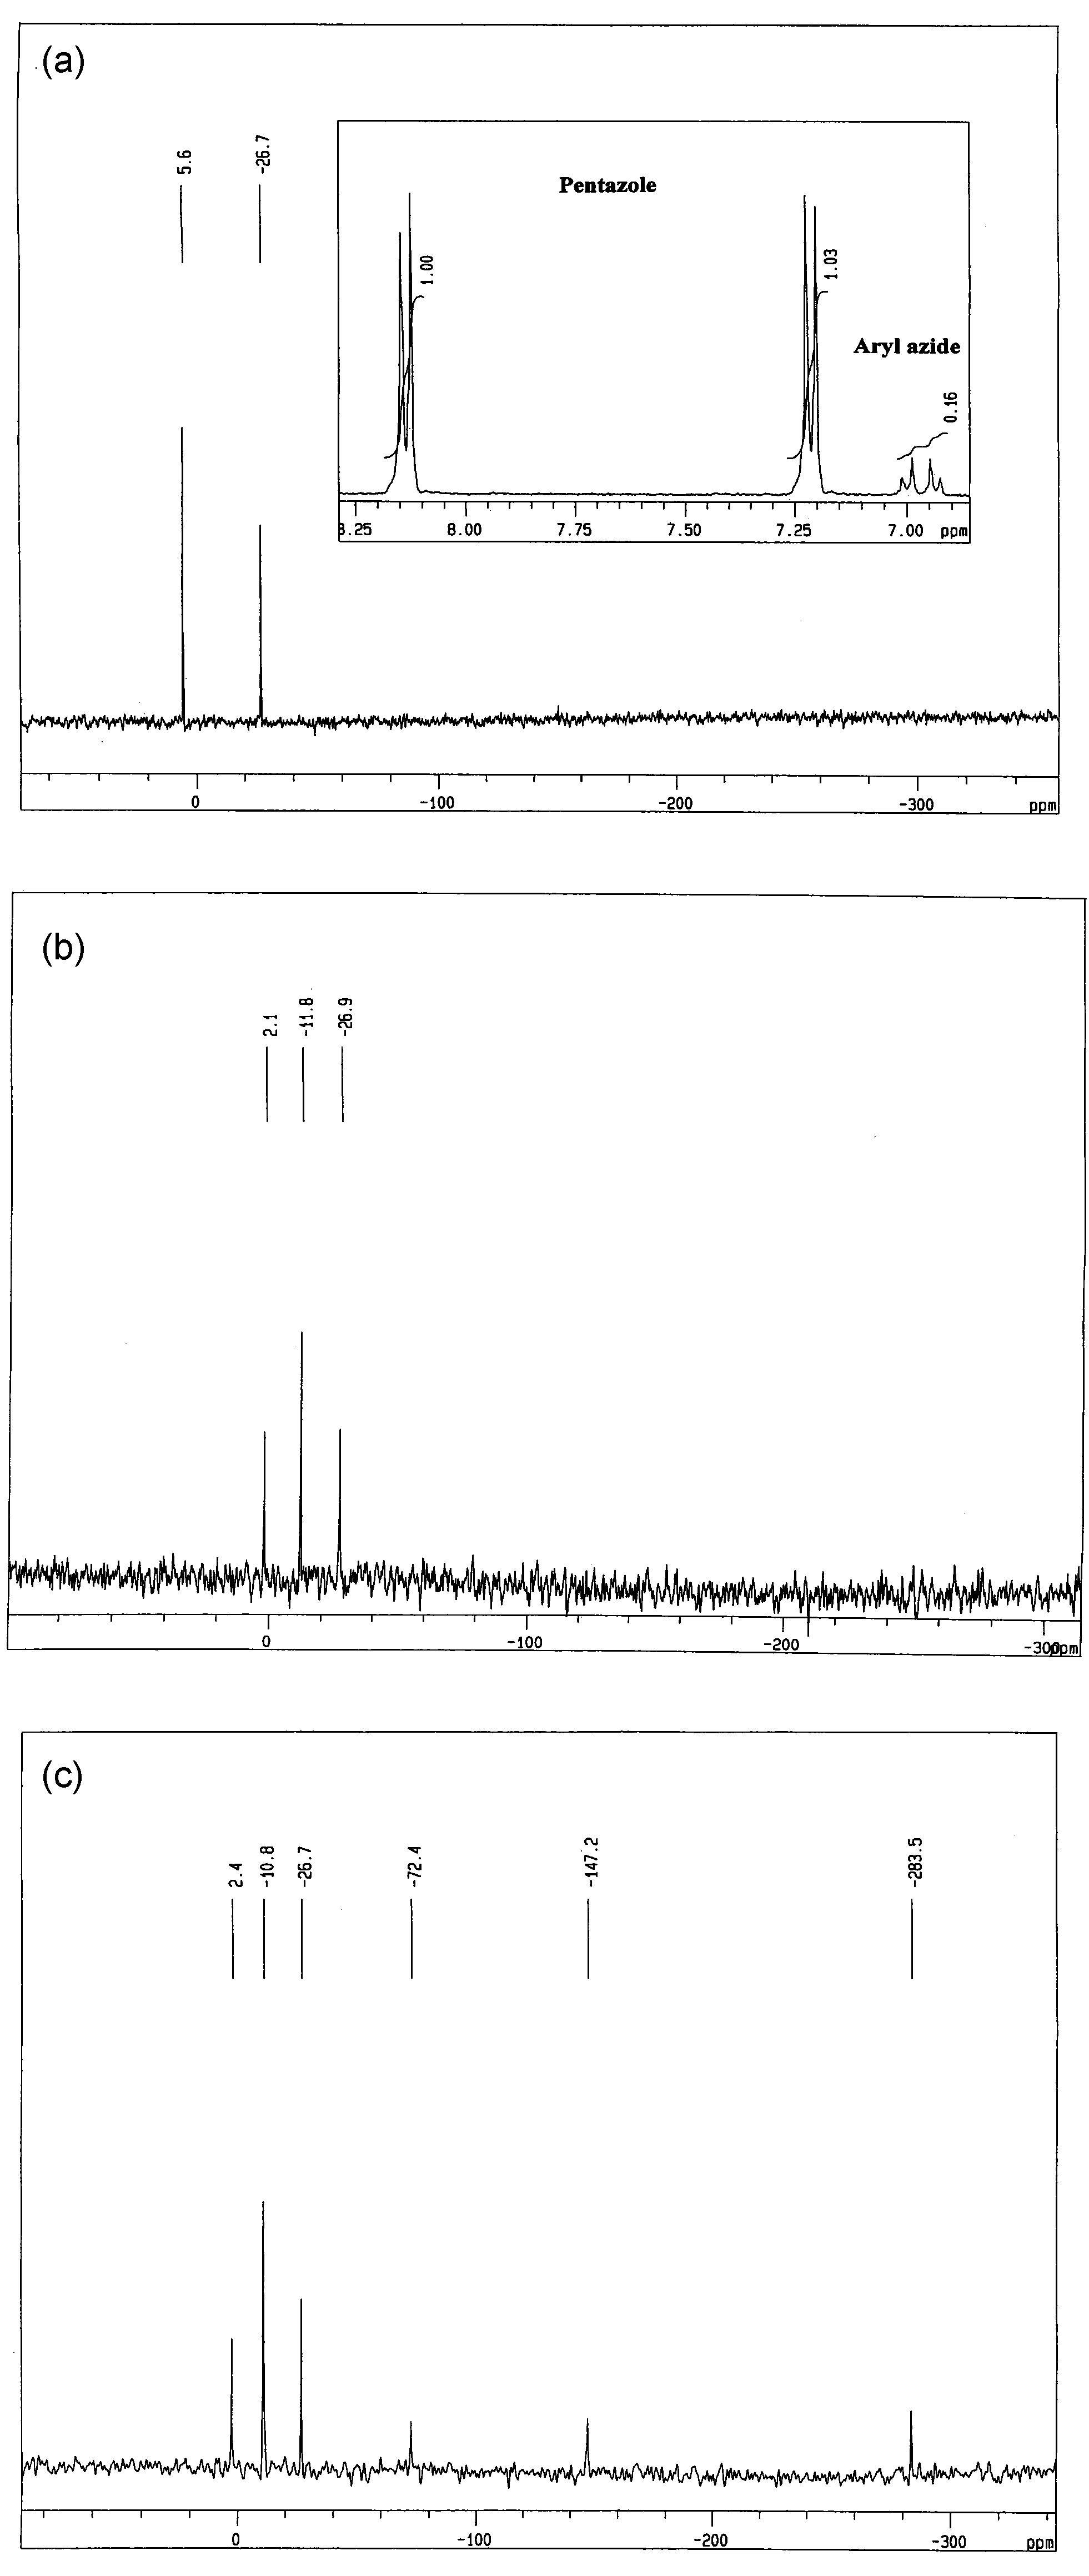 (a)
5.6
-26.7
Pentazole
1.00
1.03
Aryl azide
0.16
8.25 8.00 7.75 7.50 7.25 7.00 ppm
0 -100 -200 -300 ppm
(b)
2.1
-11.8
-26.9
0 -100 -200 -300 ppm
(c)
2.4
-10.8
-26.7
-72.4
-147.2
-283.5
0 -100 -200 -300 ppm